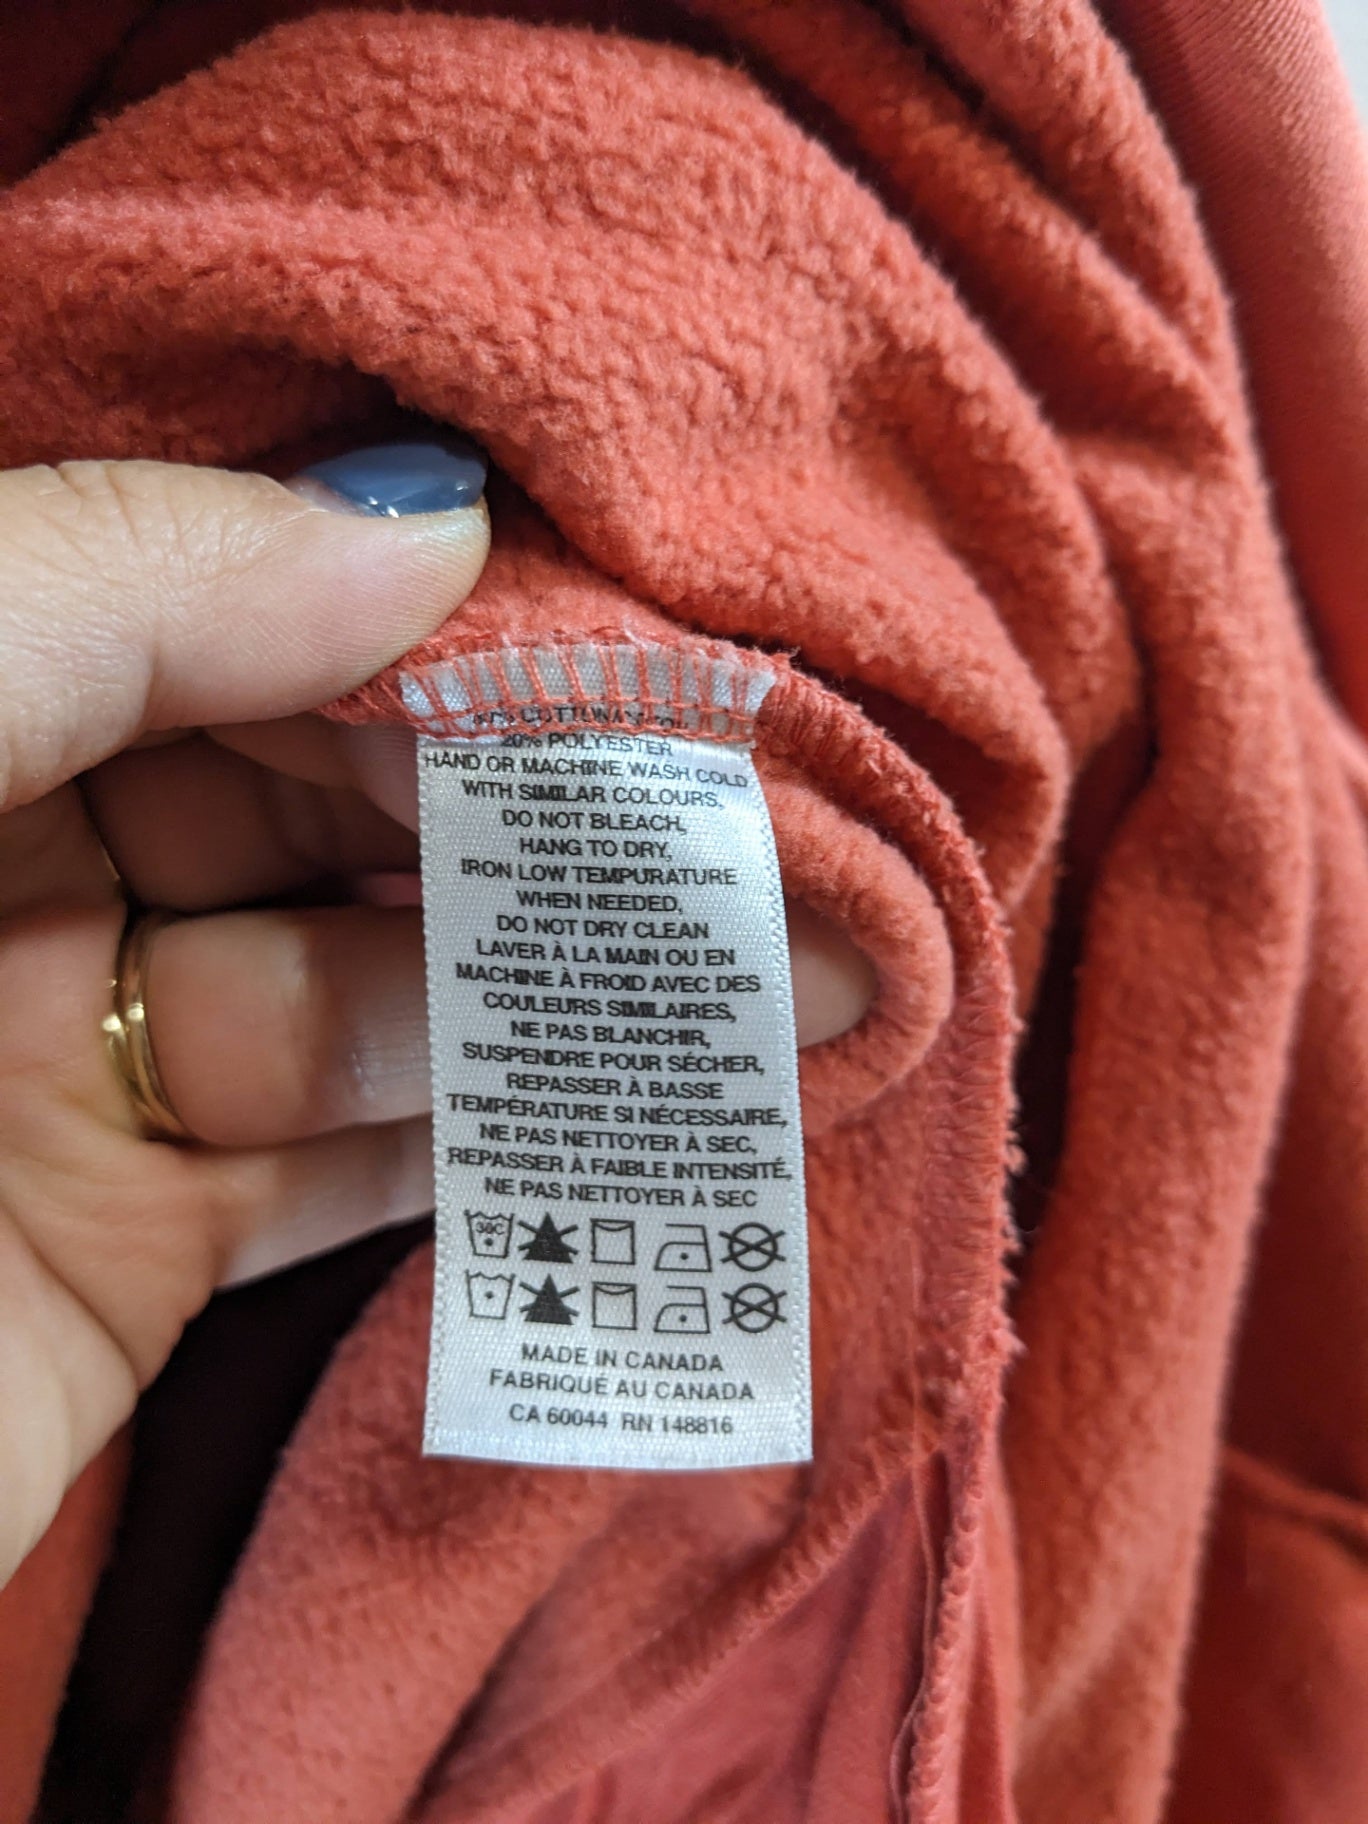 COTTON
20% POLYESTER
HAND OR MACHINE WASH COLD
WITH SIMILAR COLOURS,
DO NOT BLEACH,
HANG TO DRY,
IRON LOW TEMPURATURE
WHEN NEEDED,
DO NOT DRY CLEAN
LAVER À LA MAIN OU EN
MACHINE À FROID AVEC DES
COULEURS SIMILAIRES,
NE PAS BLANCHIR,
SUSPENDRE POUR SÉCHER,
REPASSER À BASSE
TEMPÉRATURE SI NÉCESSAIRE,
NE PAS NETTOYER À SEC,
REPASSER À FAIBLE INTENSITÉ,
NE PAS NETTOYER À SEC
30C
MADE IN CANADA
FABRIQUÉ AU CANADA
CA 60044 RN 148816